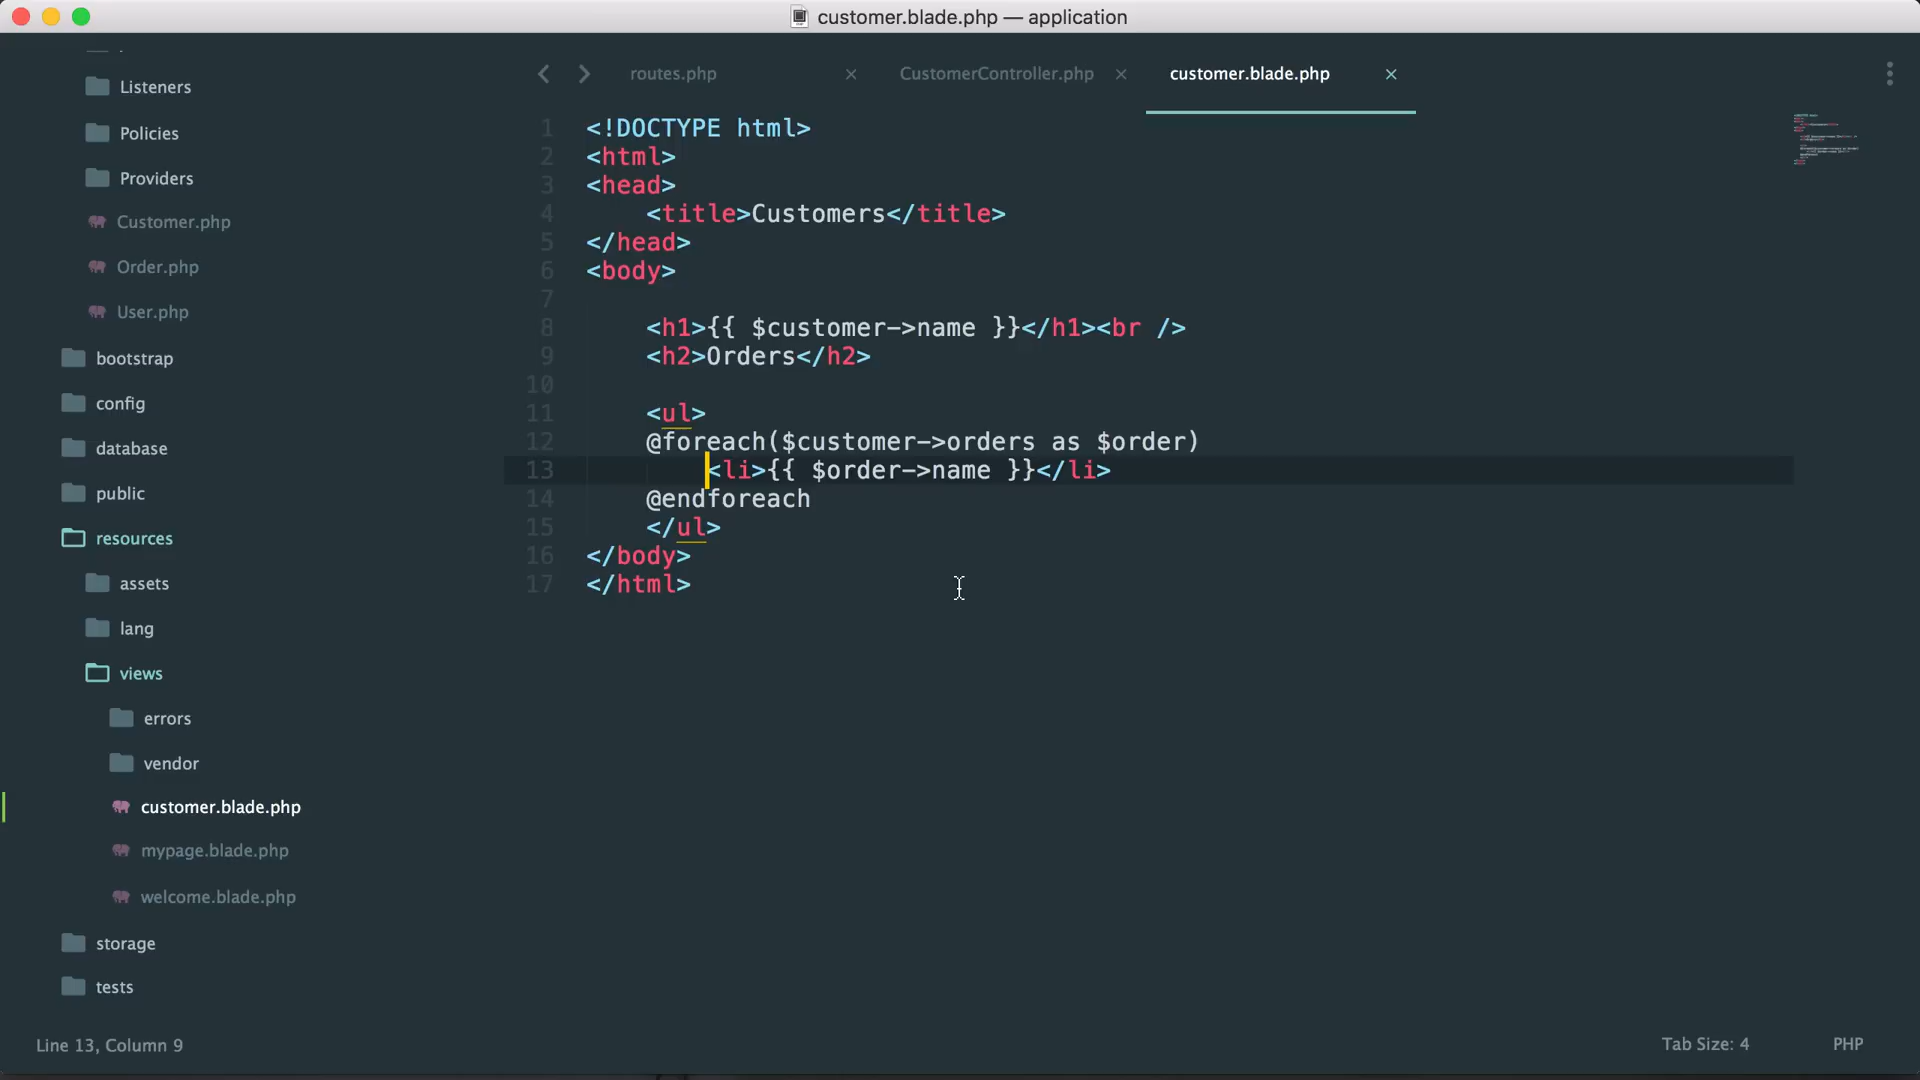 customer.blade.php — application
Listeners
Policies
Providers
Customer.php
Order.php
User.php
bootstrap
config
database
public
resources
assets
lang
views
errors
vendor
customer.blade.php
mypage.blade.php
welcome.blade.php
storage
tests
routes.php × CustomerController.php × customer.blade.php ×
1 <!DOCTYPE html>
2 <html>
3 <head>
4 <title>Customers</title>
5 </head>
6 <body>
7
8 <h1>{{ $customer->name }}</h1><br />
9 <h2>Orders</h2>
10
11 <ul>
12 @foreach($customer->orders as $order)
13 <li>{{ $order->name }}</li>
14 @endforeach
15 </ul>
16 </body>
17 </html>
Line 13, Column 9
Tab Size: 4 PHP